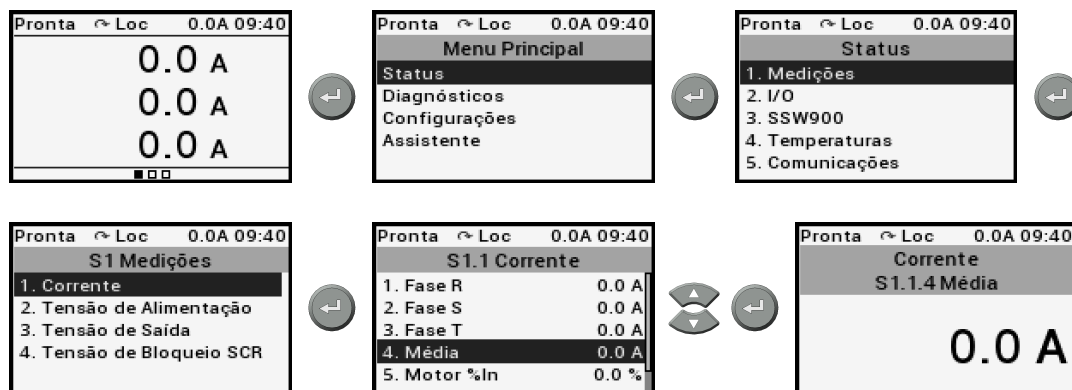 Pronta Loc 0.0A 09:40
0.0 A
0.0 A
0.0 A
Pronta Loc 0.0A 09:40
Menu Principal
Status
Diagnósticos
Configurações
Assistente
Pronta Loc 0.0A 09:40
Status
1. Medições
2. I/O
3. SSW900
4. Temperaturas
5. Comunicações
Pronta Loc 0.0A 09:40
S1 Medições
1. Corrente
2. Tensão de Alimentação
3. Tensão de Saída
4. Tensão de Bloqueio SCR
Pronta Loc 0.0A 09:40
S1.1 Corrente
1. Fase R 0.0 A
2. Fase S 0.0 A
3. Fase T 0.0 A
4. Média 0.0 A
5. Motor %In 0.0 %
Pronta Loc 0.0A 09:40
Corrente
S1.1.4 Média
0.0 A